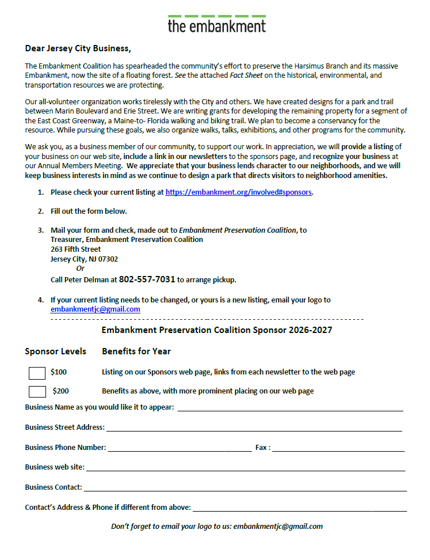 the embankment
Dear Jersey City Business,
The Embankment Coalition has spearheaded the community's effort to preserve the Harsimus Branch and its massive
Embankment, now the site of a floating forest. See the attached Fact Sheet on the historical, environmental, and
transportation resources we are protecting.
Our all-volunteer organization works tirelessly with the City and others. We have created designs for a park and trail
between Marin Boulevard and Erie Street. We are writing grants for developing the remaining property for a segment of
the East Coast Greenway, a Maine-to- Florida walking and biking trail. We plan to become a conservancy for the
resource. While pursuing these goals, we also organize walks, talks, exhibitions, and other programs for the community.
We ask you, as a business member of our community, to support our work. In appreciation, we will provide a listing of
your business on our web site, include a link in our newsletters to the sponsors page, and recognize your business at
our Annual Members Meeting. We appreciate that your business lends character to our neighborhoods, and we will
keep business interests in mind as we continue to design a park that directs visitors to neighborhood amenities.
1. Please check your current listing at https://embankment.org/involved#sponsors.
2. Fill out the form below.
3. Mail your form and check, made out to Embankment Preservation Coalition, to
Treasurer, Embankment Preservation Coalition
263 Fifth Street
Jersey City, NJ 07302
Or
Call Peter Delman at 802-557-7031 to arrange pickup.
4. If your current listing needs to be changed, or yours is a new listing, email your logo to
embankmentjc@gmail.com
Embankment Preservation Coalition Sponsor 2026-2027
Sponsor Levels Benefits for Year
$100 Listing on our Sponsors web page, links from each newsletter to the web page
$200 Benefits as above, with more prominent placing on our web page
Business Name as you would like it to appear:
Business Street Address:
Business Phone Number: Fax :
Business web site:
Business Contact:
Contact's Address & Phone if different from above:
Don't forget to email your logo to us: embankmentjc@gmail.com